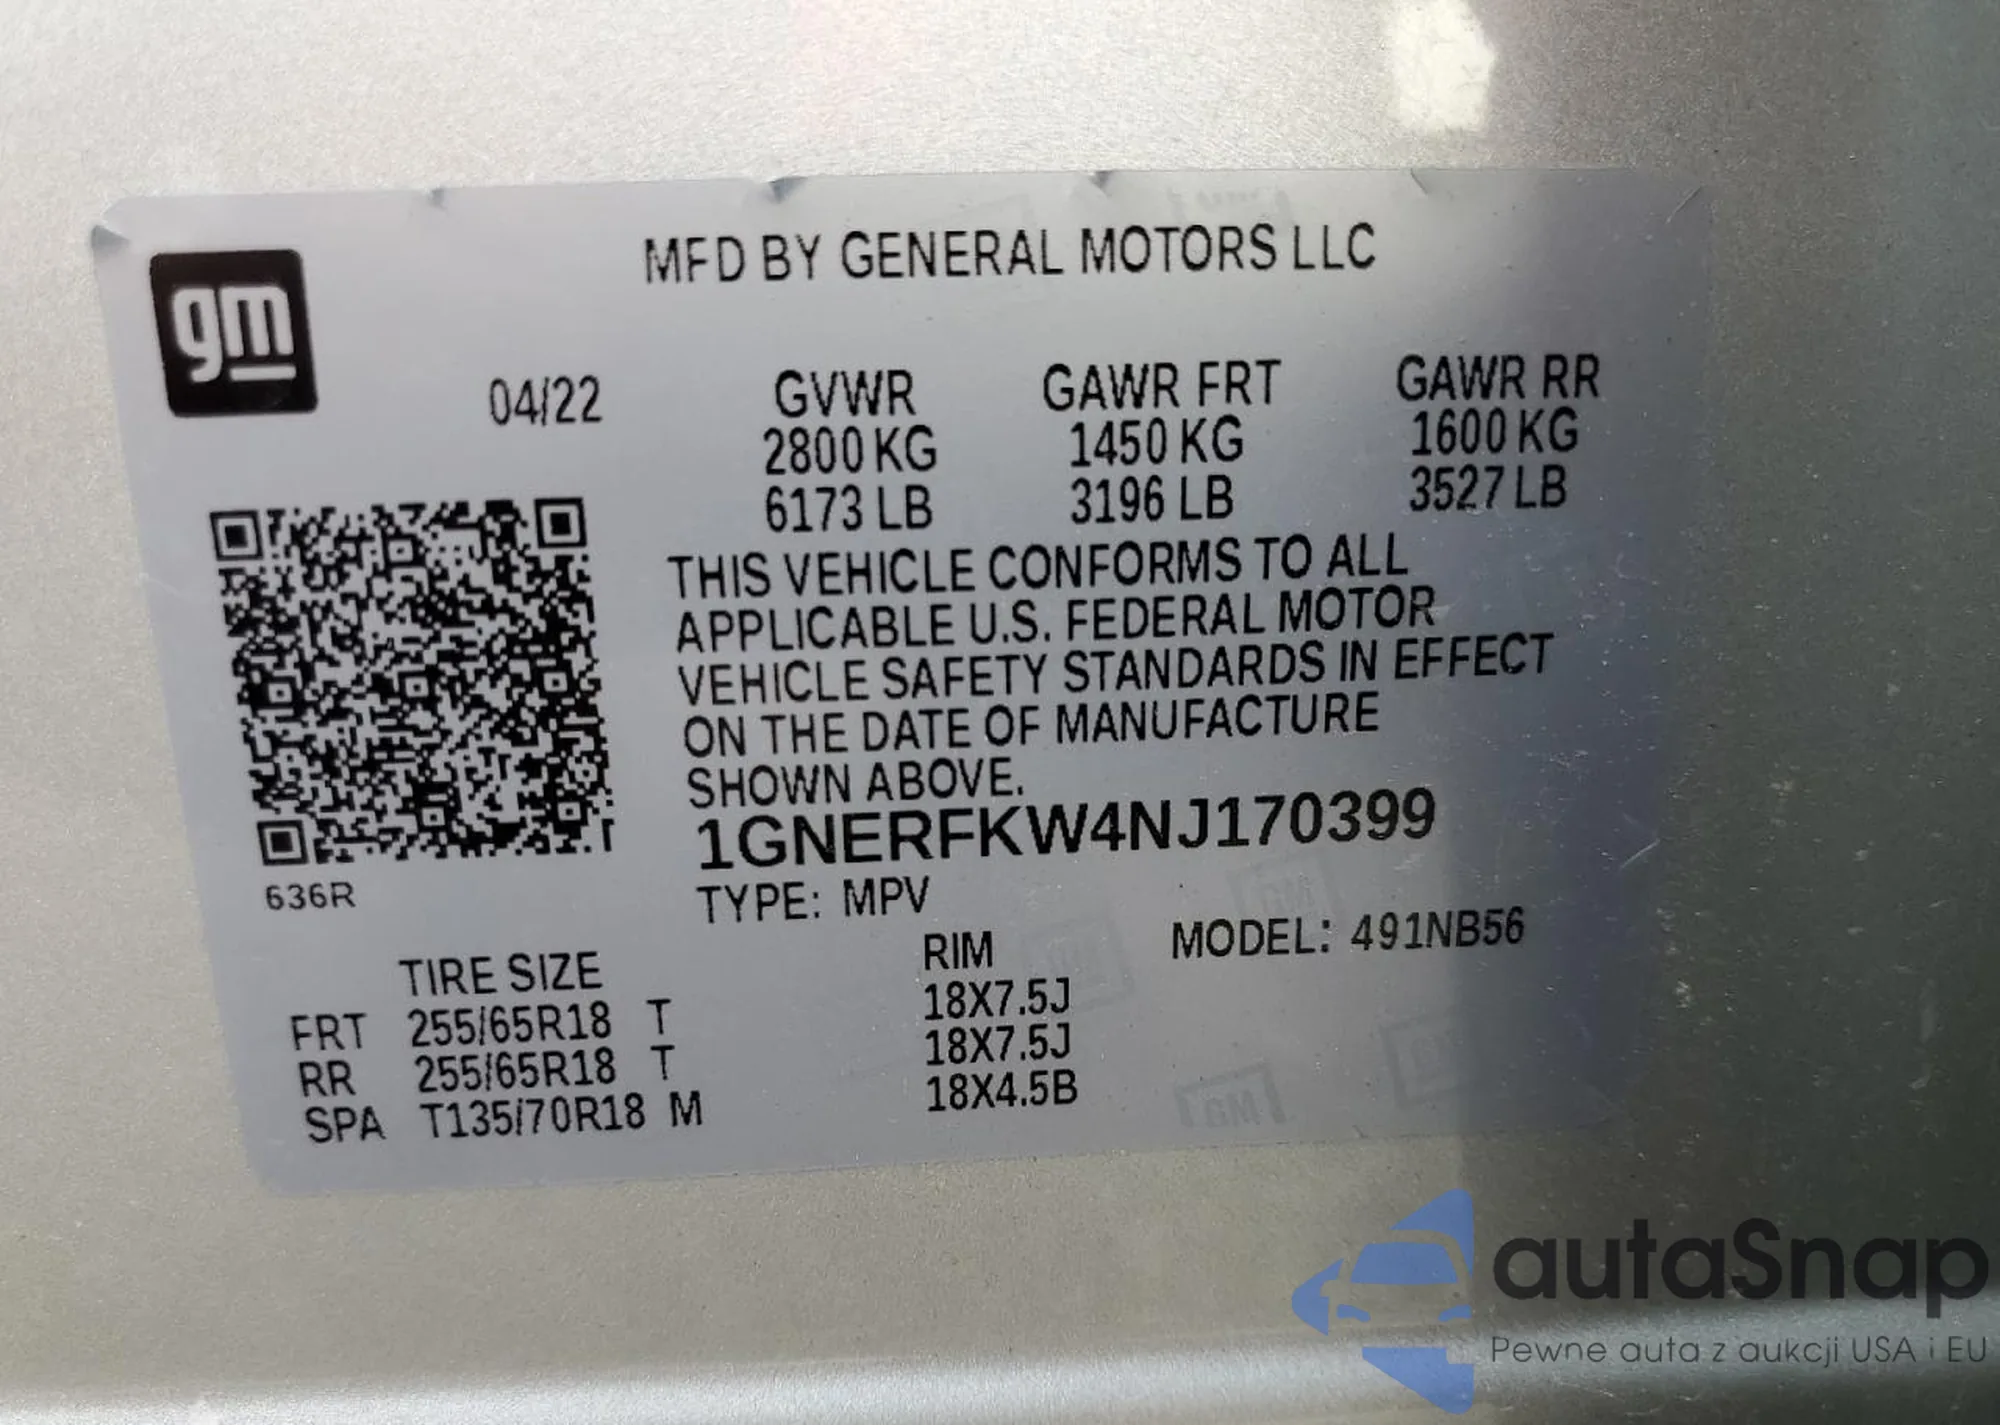 gm
MFD BY GENERAL MOTORS LLC
04/22 GVWR GAWR FRT GAWR RR
2800 KG 1450 KG 1600 KG
6173 LB 3196 LB 3527 LB
THIS VEHICLE CONFORMS TO ALL
APPLICABLE U.S. FEDERAL MOTOR
VEHICLE SAFETY STANDARDS IN EFFECT
ON THE DATE OF MANUFACTURE
SHOWN ABOVE.
1GNERFKW4NJ170399
636R
TYPE: MPV MODEL: 491NB56
TIRE SIZE RIM
FRT 255/65R18 T 18X7.5J
RR 255/65R18 T 18X7.5J
SPA T135/70R18 M 18X4.5B
autaSnap
Pewne auta z aukcji USA i EU